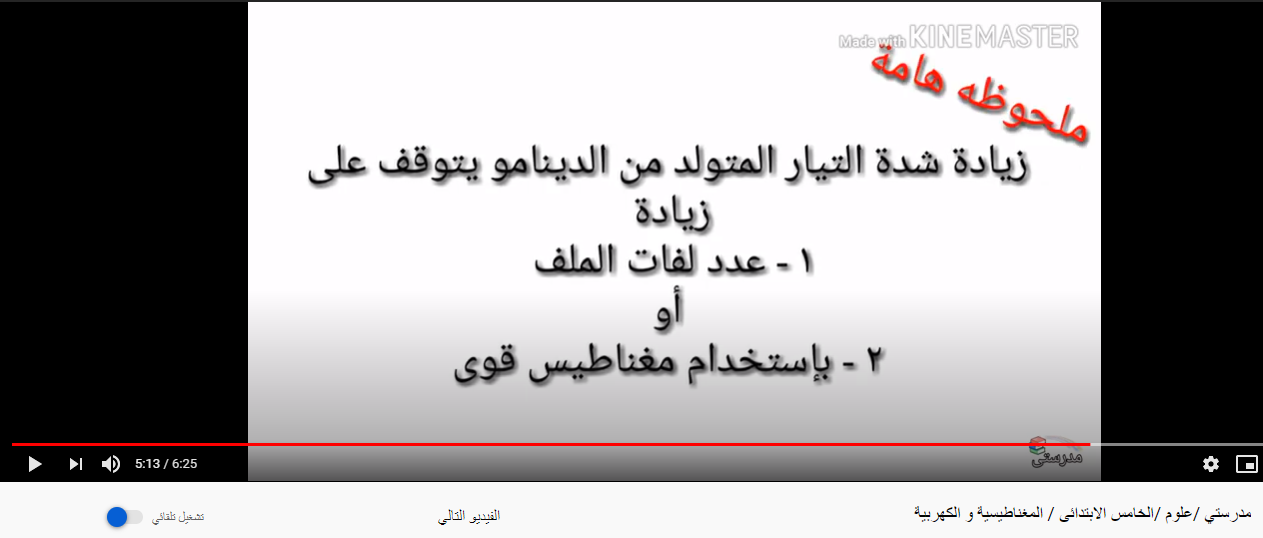 Made with KINEMASTER
ملحوظه هامة
زيادة شدة التيار المتولد من الدينامو يتوقف على
زيادة
١ - عدد لفات الملف
أو
٢ - بإستخدام مغناطيس قوى
مدرستي
5:13 / 6:25
مدرستي /علوم /الخامس الابتدائى / المغناطيسية و الكهربية
الفيديو التالي
تشغيل تلقائي